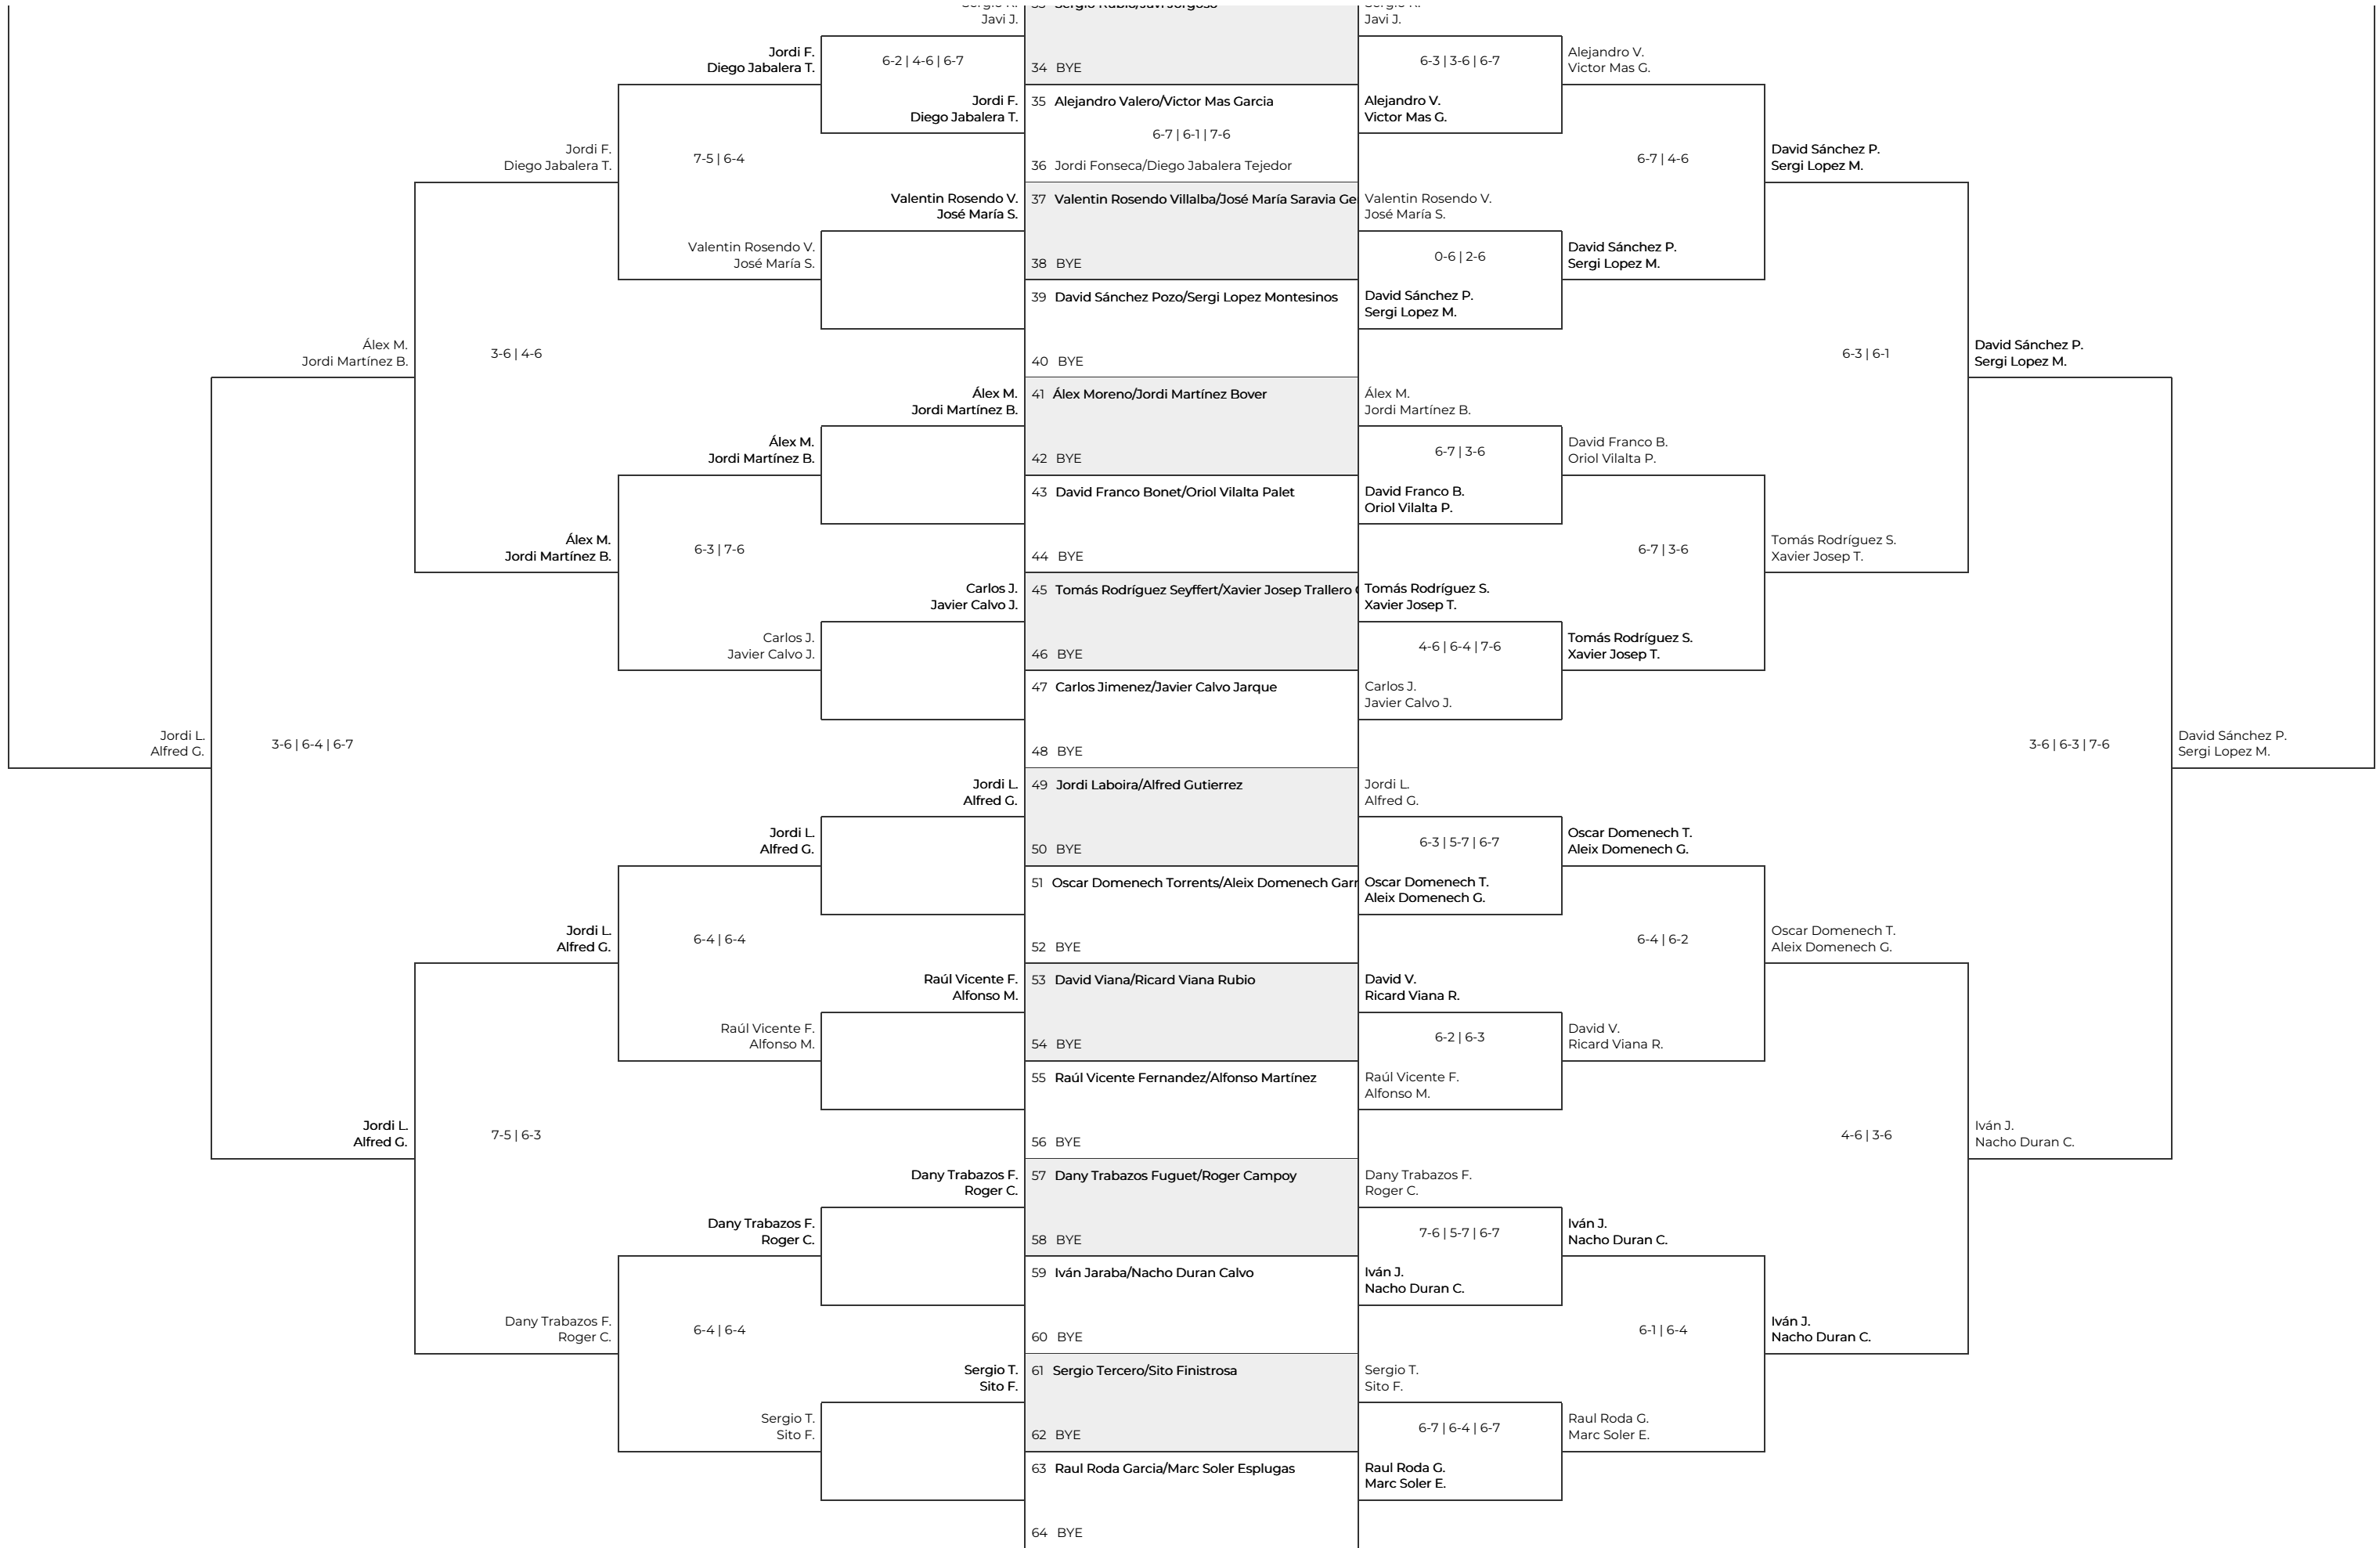 Javi J.
Javi J.
Jordi F.
Diego Jabalera T.
6-2 | 4-6 | 6-7
34 BYE
6-3 | 3-6 | 6-7
Alejandro V.
Victor Mas G.
Jordi F.
Diego Jabalera T.
35 Alejandro Valero/Victor Mas Garcia
6-7 | 6-1 | 7-6
36 Jordi Fonseca/Diego Jabalera Tejedor
Alejandro V.
Victor Mas G.
Jordi F.
Diego Jabalera T.
7-5 | 6-4
6-7 | 4-6
David Sánchez P.
Sergi Lopez M.
Valentin Rosendo V.
José María S.
37 Valentin Rosendo Villalba/José María Saravia Ge
38 BYE
Valentin Rosendo V.
José María S.
Valentin Rosendo V.
José María S.
0-6 | 2-6
David Sánchez P.
Sergi Lopez M.
39 David Sánchez Pozo/Sergi Lopez Montesinos
40 BYE
David Sánchez P.
Sergi Lopez M.
Álex M.
Jordi Martínez B.
3-6 | 4-6
6-3 | 6-1
David Sánchez P.
Sergi Lopez M.
Álex M.
Jordi Martínez B.
41 Álex Moreno/Jordi Martínez Bover
42 BYE
Álex M.
Jordi Martínez B.
Álex M.
Jordi Martínez B.
6-7 | 3-6
David Franco B.
Oriol Vilalta P.
43 David Franco Bonet/Oriol Vilalta Palet
44 BYE
David Franco B.
Oriol Vilalta P.
Álex M.
Jordi Martínez B.
6-3 | 7-6
6-7 | 3-6
Tomás Rodríguez S.
Xavier Josep T.
Carlos J.
Javier Calvo J.
45 Tomás Rodríguez Seyffert/Xavier Josep Trallero
46 BYE
Tomás Rodríguez S.
Xavier Josep T.
Carlos J.
Javier Calvo J.
4-6 | 6-4 | 7-6
Tomás Rodríguez S.
Xavier Josep T.
47 Carlos Jimenez/Javier Calvo Jarque
48 BYE
Carlos J.
Javier Calvo J.
Jordi L.
Alfred G.
3-6 | 6-4 | 6-7
3-6 | 6-3 | 7-6
David Sánchez P.
Sergi Lopez M.
Jordi L.
Alfred G.
49 Jordi Laboira/Alfred Gutierrez
50 BYE
Jordi L.
Alfred G.
Jordi L.
Alfred G.
6-3 | 5-7 | 6-7
Oscar Domenech T.
Aleix Domenech G.
51 Oscar Domenech Torrents/Aleix Domenech Garr
52 BYE
Oscar Domenech T.
Aleix Domenech G.
Jordi L.
Alfred G.
6-4 | 6-4
6-4 | 6-2
Oscar Domenech T.
Aleix Domenech G.
Raúl Vicente F.
Alfonso M.
53 David Viana/Ricard Viana Rubio
54 BYE
David V.
Ricard Viana R.
Raúl Vicente F.
Alfonso M.
6-2 | 6-3
David V.
Ricard Viana R.
55 Raúl Vicente Fernandez/Alfonso Martínez
56 BYE
Raúl Vicente F.
Alfonso M.
Jordi L.
Alfred G.
7-5 | 6-3
4-6 | 3-6
Iván J.
Nacho Duran C.
Dany Trabazos F.
Roger C.
57 Dany Trabazos Fuguet/Roger Campoy
58 BYE
Dany Trabazos F.
Roger C.
Dany Trabazos F.
Roger C.
7-6 | 5-7 | 6-7
Iván J.
Nacho Duran C.
59 Iván Jaraba/Nacho Duran Calvo
60 BYE
Iván J.
Nacho Duran C.
Dany Trabazos F.
Roger C.
6-4 | 6-4
6-1 | 6-4
Iván J.
Nacho Duran C.
Sergio T.
Sito F.
61 Sergio Tercero/Sito Finistrosa
62 BYE
Sergio T.
Sito F.
Sergio T.
Sito F.
6-7 | 6-4 | 6-7
Raul Roda G.
Marc Soler E.
63 Raul Roda Garcia/Marc Soler Esplugas
64 BYE
Raul Roda G.
Marc Soler E.